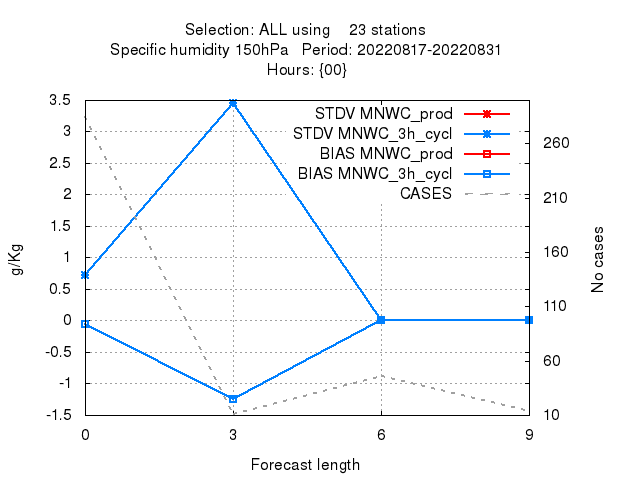 Selection: ALL using    23 stations
Specific humidity 150hPa   Period: 20220817-20220831
Hours: {00}
STDV MNWC_prod
STDV MNWC_3h_cycl
BIAS MNWC_prod
BIAS MNWC_3h_cycl
CASES
3.5
3
2.5
2
1.5
1
0.5
0
-0.5
-1
-1.5
g/Kg
260
210
160
110
60
10
No cases
0
3
6
9
Forecast length